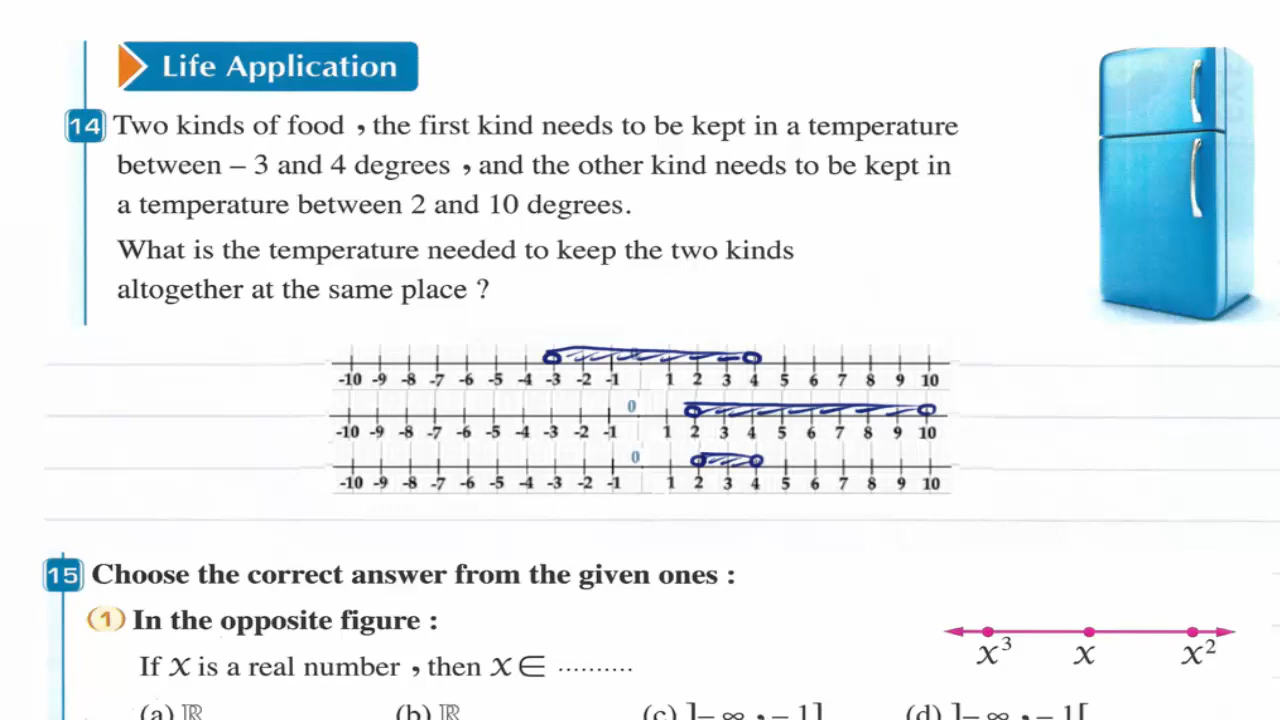 Life Application
14 Two kinds of food , the first kind needs to be kept in a temperature
between – 3 and 4 degrees , and the other kind needs to be kept in
a temperature between 2 and 10 degrees.
What is the temperature needed to keep the two kinds
altogether at the same place ?
-10 -9 -8 -7 -6 -5 -4 -3 -2 -1 1 2 3 4 5 6 7 8 9 10
0
-10 -9 -8 -7 -6 -5 -4 -3 -2 -1 1 2 3 4 5 6 7 8 9 10
0
-10 -9 -8 -7 -6 -5 -4 -3 -2 -1 1 2 3 4 5 6 7 8 9 10
15 Choose the correct answer from the given ones :
1 In the opposite figure :
x³ x x²
If x is a real number , then x ∈ ..........
(a) ℝ (b) ℝ (c) ]– ∞ , – 1] (d) ]– ∞ , – 1[